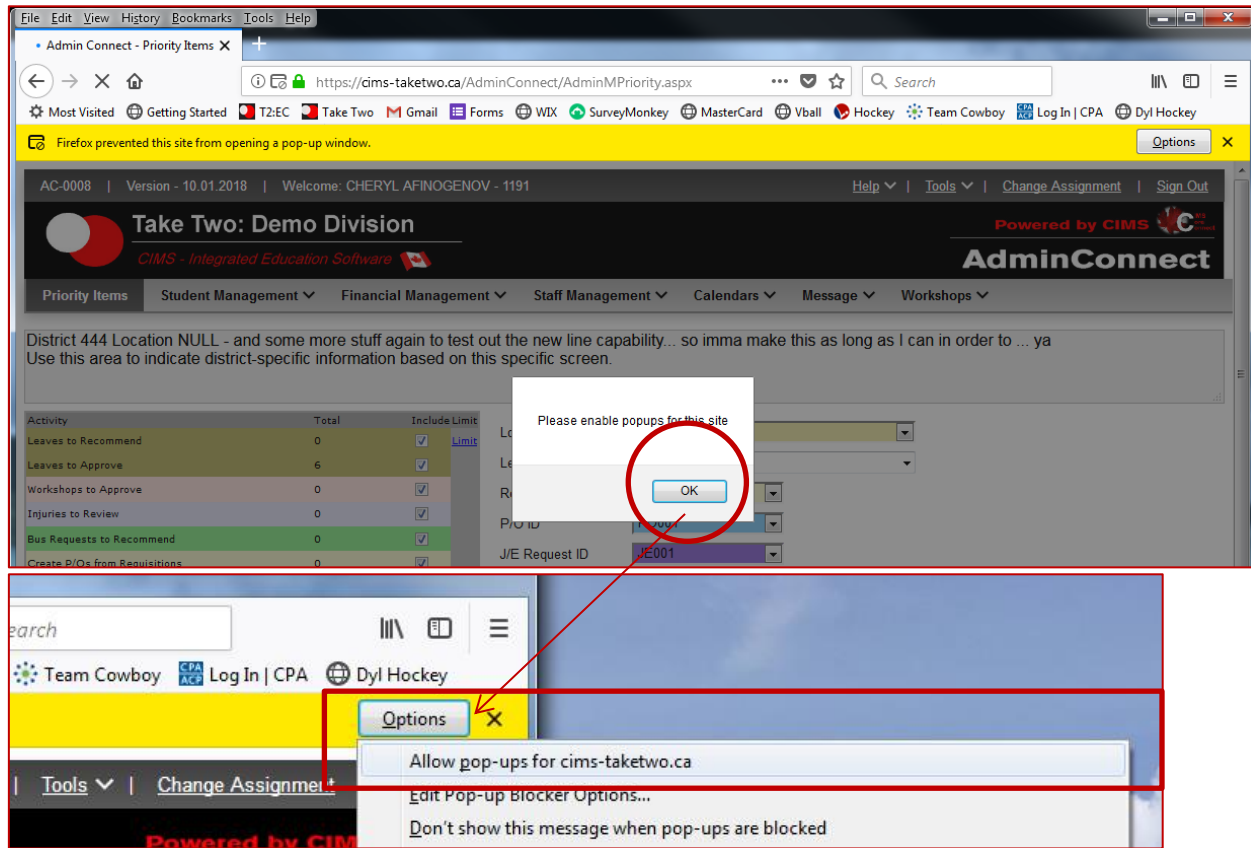 File Edit View History Bookmarks Tools Help
Admin Connect - Priority Items
https://cims-taketwo.ca/AdminConnect/AdminMPriority.aspx
Search
Most Visited Getting Started T2:EC Take Two Gmail Forms WIX SurveyMonkey MasterCard Vball Hockey Team Cowboy Log In | CPA Dyl Hockey
Firefox prevented this site from opening a pop-up window. Options
AC-0008 | Version - 10.01.2018 | Welcome: CHERYL AFINOGENOV - 1191 Help | Tools | Change Assignment | Sign Out
Take Two: Demo Division
Powered by CIMS
CIMS - Integrated Education Software
AdminConnect
Priority Items Student Management Financial Management Staff Management Calendars Message Workshops
District 444 Location NULL - and some more stuff again to test out the new line capability... so imma make this as long as I can in order to ... ya
Use this area to indicate district-specific information based on this specific screen.
Please enable popups for this site
OK
Activity Total Include Limit
Leaves to Recommend 0 Limit
Leaves to Approve 6
Workshops to Approve 0
Injuries to Review 0
P/O ID
Bus Requests to Recommend 0
J/E Request ID JE001
Create P/Os from Requisitions 0
earch
Team Cowboy CPA ACP Log In | CPA Dyl Hockey
Options
Allow pop-ups for cims-taketwo.ca
| Tools | Change Assignment
Edit Pop-up Blocker Options...
Don't show this message when pop-ups are blocked
Powered by CIM